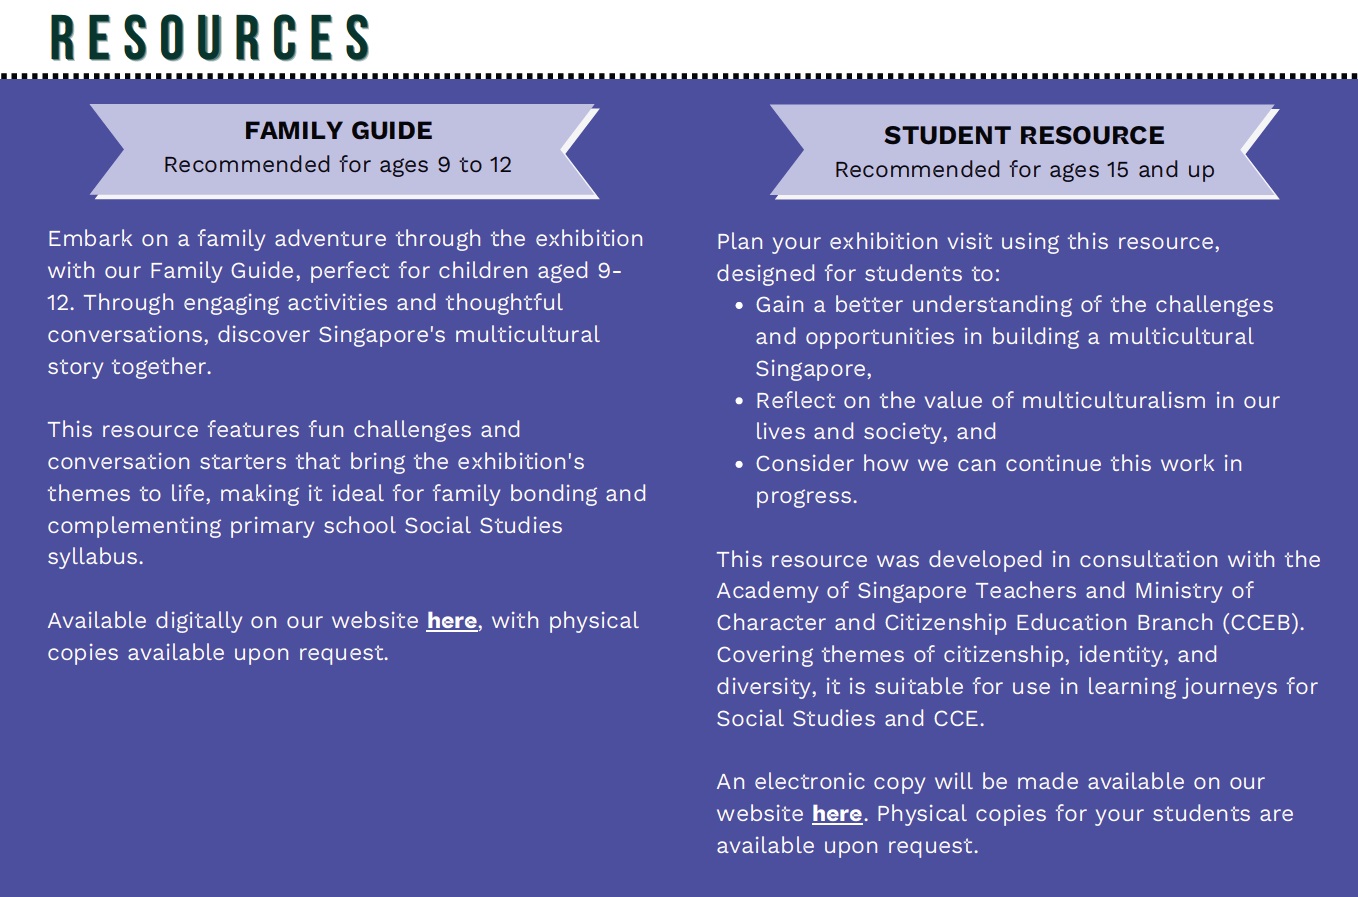 RESOURCES
FAMILY GUIDE
Recommended for ages 9 to 12
Embark on a family adventure through the exhibition
with our Family Guide, perfect for children aged 9-
12. Through engaging activities and thoughtful
conversations, discover Singapore's multicultural
story together.
This resource features fun challenges and
conversation starters that bring the exhibition's
themes to life, making it ideal for family bonding and
complementing primary school Social Studies
syllabus.
Available digitally on our website here, with physical
copies available upon request.
STUDENT RESOURCE
Recommended for ages 15 and up
Plan your exhibition visit using this resource,
designed for students to:
• Gain a better understanding of the challenges
and opportunities in building a multicultural
Singapore,
• Reflect on the value of multiculturalism in our
lives and society, and
• Consider how we can continue this work in
progress.
This resource was developed in consultation with the
Academy of Singapore Teachers and Ministry of
Character and Citizenship Education Branch (CCEB).
Covering themes of citizenship, identity, and
diversity, it is suitable for use in learning journeys for
Social Studies and CCE.
An electronic copy will be made available on our
website here. Physical copies for your students are
available upon request.